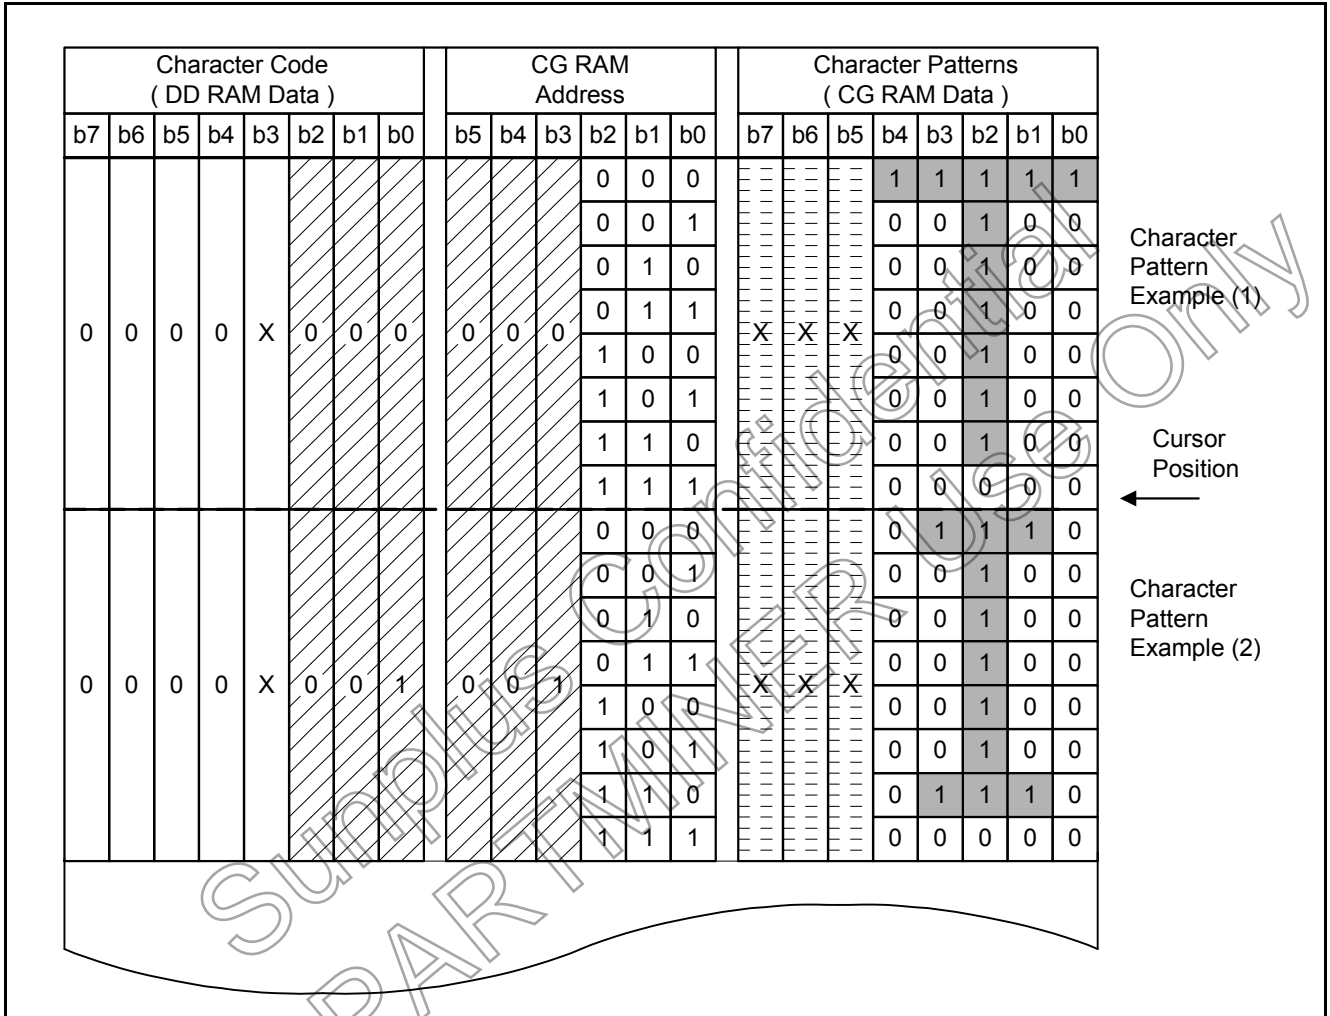 Character Code CG RAM Character Patterns
( DD RAM Data ) Address ( CG RAM Data )
b7 b6 b5 b4 b3 b2 b1 b0 b5 b4 b3 b2 b1 b0 b7 b6 b5 b4 b3 b2 b1 b0
0 0 0 1 1 1 1 1
0 0 1 0 0 1 0 0
0 1 0 0 0 1 0 0
0 1 1 0 0 1 0 0
0 0 0 0 X 0 0 0 0 0 0 X X X
1 0 0 0 0 1 0 0
1 0 1 0 0 1 0 0
1 1 0 0 0 1 0 0
1 1 1 0 0 0 0 0
Character
Pattern
Example (1)
Cursor
Position
0 0 0 0 1 1 1 0
0 0 1 0 0 1 0 0
0 1 0 0 0 1 0 0
0 1 1 0 0 1 0 0
0 0 0 0 X 0 0 1 0 0 1 X X X
1 0 0 0 0 1 0 0
1 0 1 0 0 1 0 0
1 1 0 0 1 1 1 0
1 1 1 0 0 0 0 0
Character
Pattern
Example (2)
Sunplus Confidential
PARTMINER Use Only